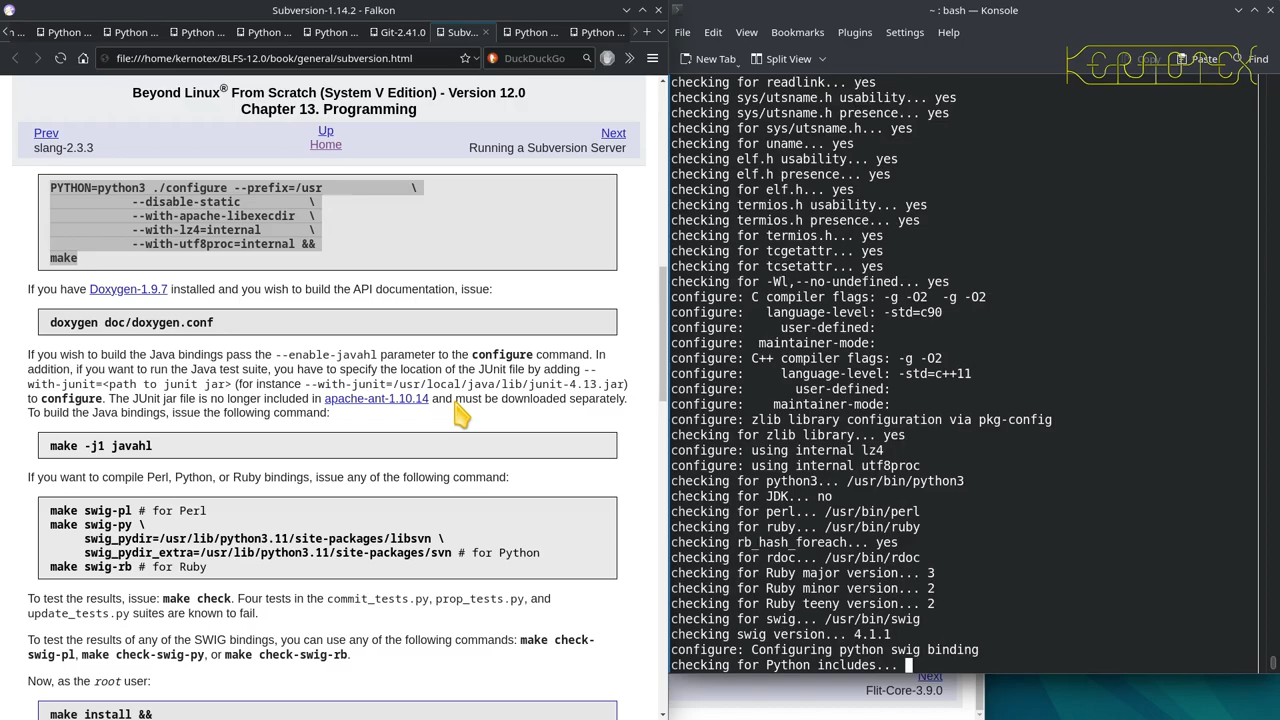 Subversion-1.14.2 - Falkon
Python
Python
Python
Python
Python
Git-2.41.0
Subv...
Python
Python
file:///home/kernotex/BLFS-12.0/book/general/subversion.html
DuckDuckGo
Beyond Linux® From Scratch (System V Edition) - Version 12.0
Chapter 13. Programming
Prev
Up
Next
slang-2.3.3
Home
Running a Subversion Server
PYTHON=python3 ./configure --prefix=/usr \
--disable-static \
--with-apache-libexecdir \
--with-lz4=internal \
--with-utf8proc=internal &&
make
If you have Doxygen-1.9.7 installed and you wish to build the API documentation, issue:
doxygen doc/doxygen.conf
If you wish to build the Java bindings pass the --enable-javahl parameter to the configure command. In
addition, if you want to run the Java test suite, you have to specify the location of the JUnit file by adding --
with-junit=<path to junit jar> (for instance --with-junit=/usr/local/java/lib/junit-4.13.jar)
to configure. The JUnit jar file is no longer included in apache-ant-1.10.14 and must be downloaded separately.
To build the Java bindings, issue the following command:
make -j1 javahl
If you want to compile Perl, Python, or Ruby bindings, issue any of the following command:
make swig-pl # for Perl
make swig-py \
swig_pydir=/usr/lib/python3.11/site-packages/libsvn \
swig_pydir_extra=/usr/lib/python3.11/site-packages/svn # for Python
make swig-rb # for Ruby
To test the results, issue: make check. Four tests in the commit_tests.py, prop_tests.py, and
update_tests.py suites are known to fail.
To test the results of any of the SWIG bindings, you can use any of the following commands: make check-
swig-pl, make check-swig-py, or make check-swig-rb.
Now, as the root user:
make install &&
~ : bash — Konsole
File
Edit
View
Bookmarks
Plugins
Settings
Help
New Tab
Split View
Copy
Paste
Find
KernoteX
checking for readlink... yes
checking sys/utsname.h usability... yes
checking sys/utsname.h presence... yes
checking for sys/utsname.h... yes
checking for uname... yes
checking elf.h usability... yes
checking elf.h presence... yes
checking for elf.h... yes
checking termios.h usability... yes
checking termios.h presence... yes
checking for termios.h... yes
checking for tcgetattr... yes
checking for tcsetattr... yes
checking for -Wl,--no-undefined... yes
configure: C compiler flags: -g -O2  -g -O2
configure:    language-level: -std=c90
configure:      user-defined:
configure:   maintainer-mode:
configure: C++ compiler flags: -g -O2
configure:    language-level: -std=c++11
configure:      user-defined:
configure:   maintainer-mode:
configure: zlib library configuration via pkg-config
checking for zlib library... yes
configure: using internal lz4
configure: using internal utf8proc
checking for python3... /usr/bin/python3
checking for JDK... no
checking for perl... /usr/bin/perl
checking for ruby... /usr/bin/ruby
checking rb_hash_foreach... yes
checking for rdoc... /usr/bin/rdoc
checking for Ruby major version... 3
checking for Ruby minor version... 2
checking for Ruby teeny version... 2
checking for swig... /usr/bin/swig
checking swig version... 4.1.1
configure: Configuring python swig binding
checking for Python includes...
Next
Flit-Core-3.9.0